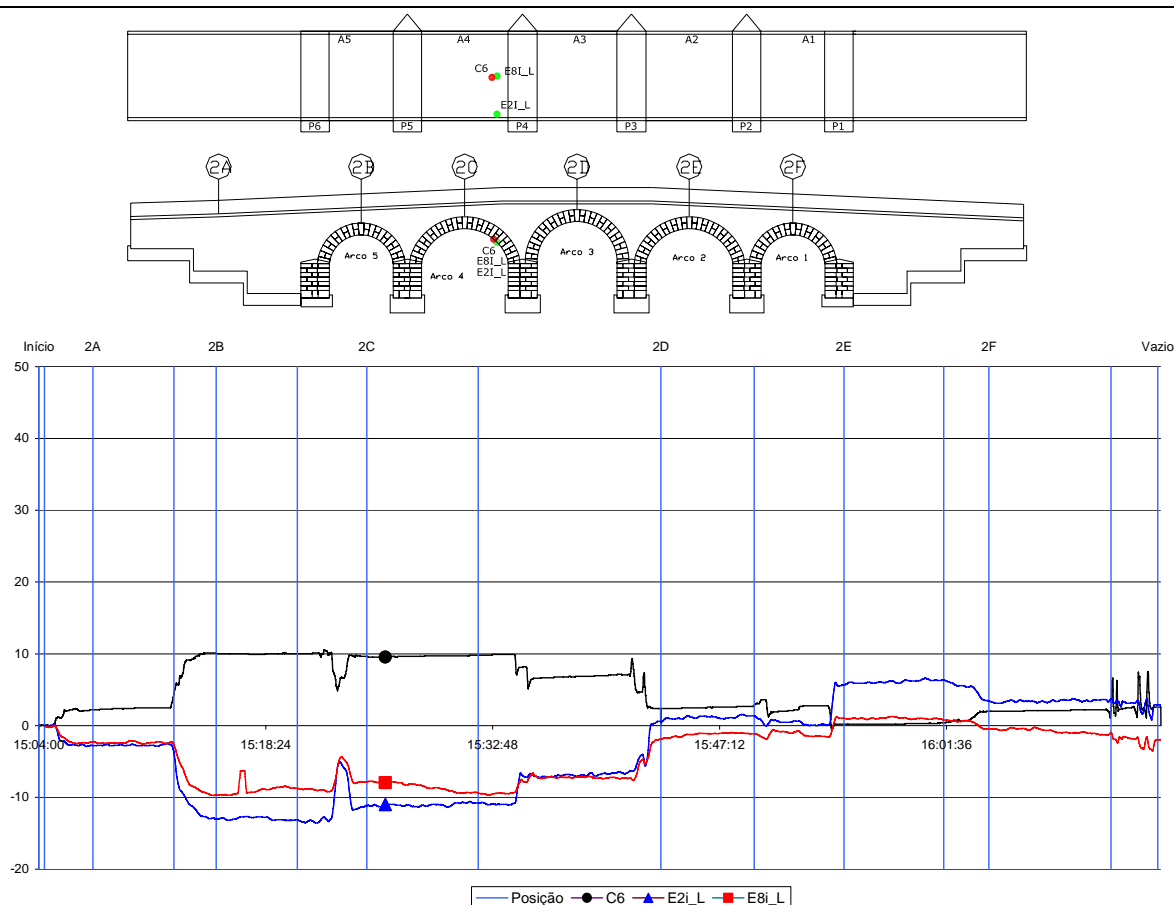 A5 A4 A3 A2 A1
C6 E8I_L
E2I_L
P6 P5 P4 P3 P2 P1
2A 2B 2C 2D 2E 2F
C6
E8I_L
E2I_L
Arco 5 Arco 4 Arco 3 Arco 2 Arco 1
Início 2A 2B 2C 2D 2E 2F Vazio
50
40
30
20
10
0
15:04:00 15:18:24 15:32:48 15:47:12 16:01:36
-10
-20
Posição C6 E2i_L E8i_L